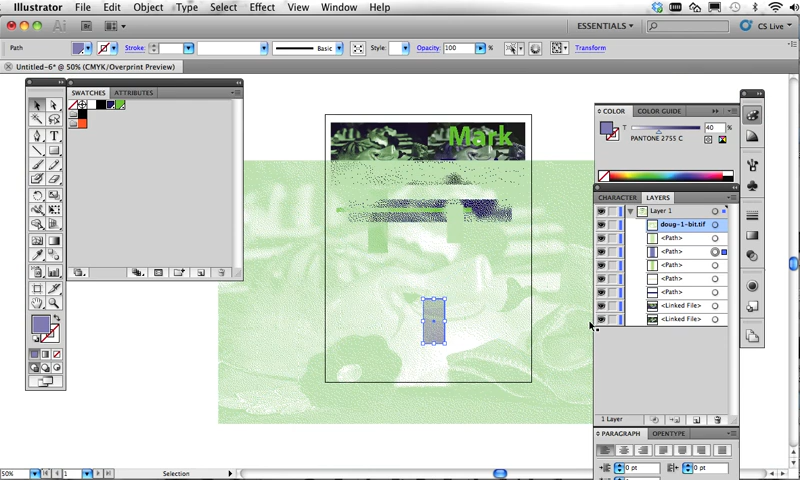 Illustrator File Edit Object Type Select Effect View Window Help
Br ESSENTIALS CS Live
Path Stroke: Basic Style: Opacity: 100 % Transform
Untitled-6* @ 50% (CMYK/Overprint Preview)
SWATCHES ATTRIBUTES
Mark
COLOR COLOR GUIDE
T 40 %
PANTONE 2755 C
CHARACTER LAYERS
Layer 1
doug-1-bit.tif
<Path>
<Path>
<Path>
<Path>
<Path>
<Linked File>
<Linked File>
1 Layer
PARAGRAPH OPENTYPE
0 pt 0 pt
50% 1 Selection